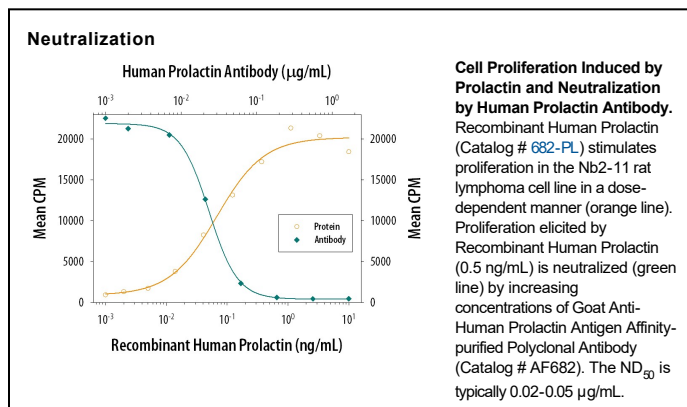 Neutralization
Human Prolactin Antibody (μg/mL)
10⁻³ 10⁻² 10⁻¹ 10⁰
20000 20000
15000 15000
10000 10000
5000 5000
0 0
Mean CPM
Mean CPM
Protein
Antibody
10⁻³ 10⁻² 10⁻¹ 10⁰ 10¹
Recombinant Human Prolactin (ng/mL)
Cell Proliferation Induced by
Prolactin and Neutralization
by Human Prolactin Antibody.
Recombinant Human Prolactin
(Catalog # 682-PL) stimulates
proliferation in the Nb2-11 rat
lymphoma cell line in a dose-
dependent manner (orange line).
Proliferation elicited by
Recombinant Human Prolactin
(0.5 ng/mL) is neutralized (green
line) by increasing
concentrations of Goat Anti-
Human Prolactin Antigen Affinity-
purified Polyclonal Antibody
(Catalog # AF682). The ND₅₀ is
typically 0.02-0.05 µg/mL.